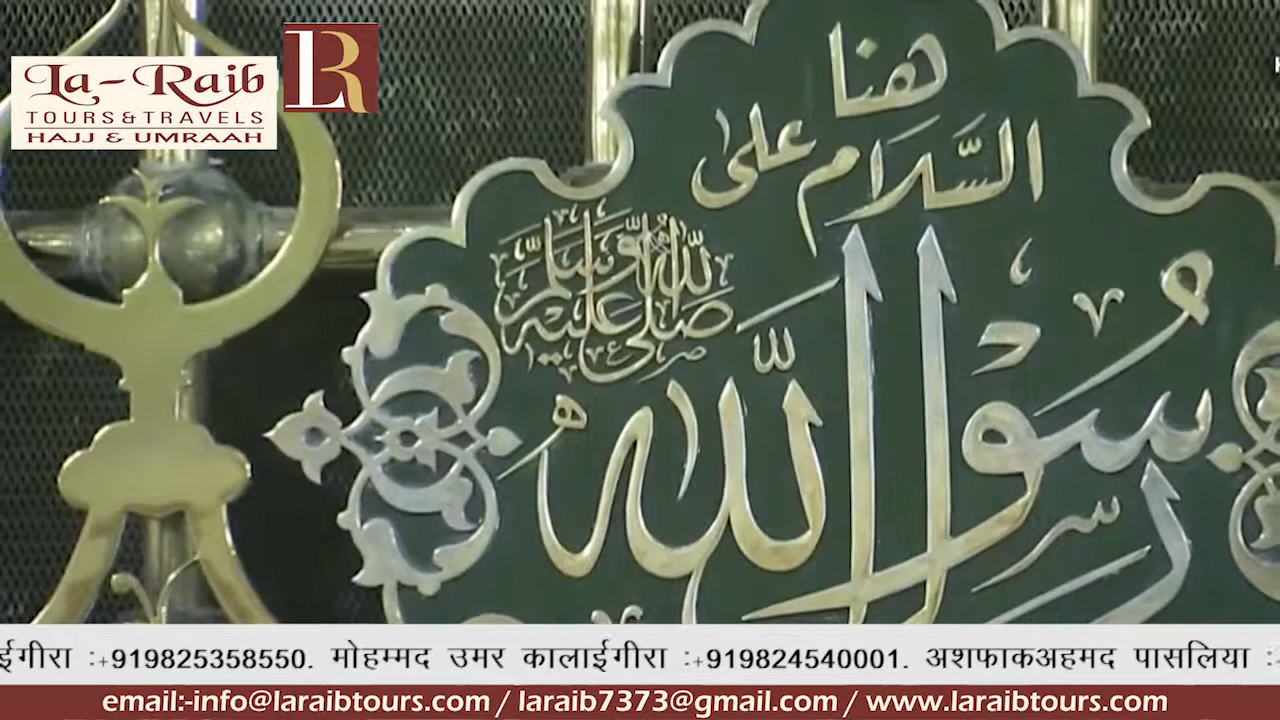 La-Raib
TOURS & TRAVELS
HAJJ & UMRAAH
LR
هنا
السلام على
رسول الله
صلى الله عليه وسلم
ईगीरा :+919825358550. मोहम्मद उमर कालाईगीरा :+919824540001. अशफाकअहमद पासलिया :
email:-info@laraibtours.com / laraib7373@gmail.com / www.laraibtours.com